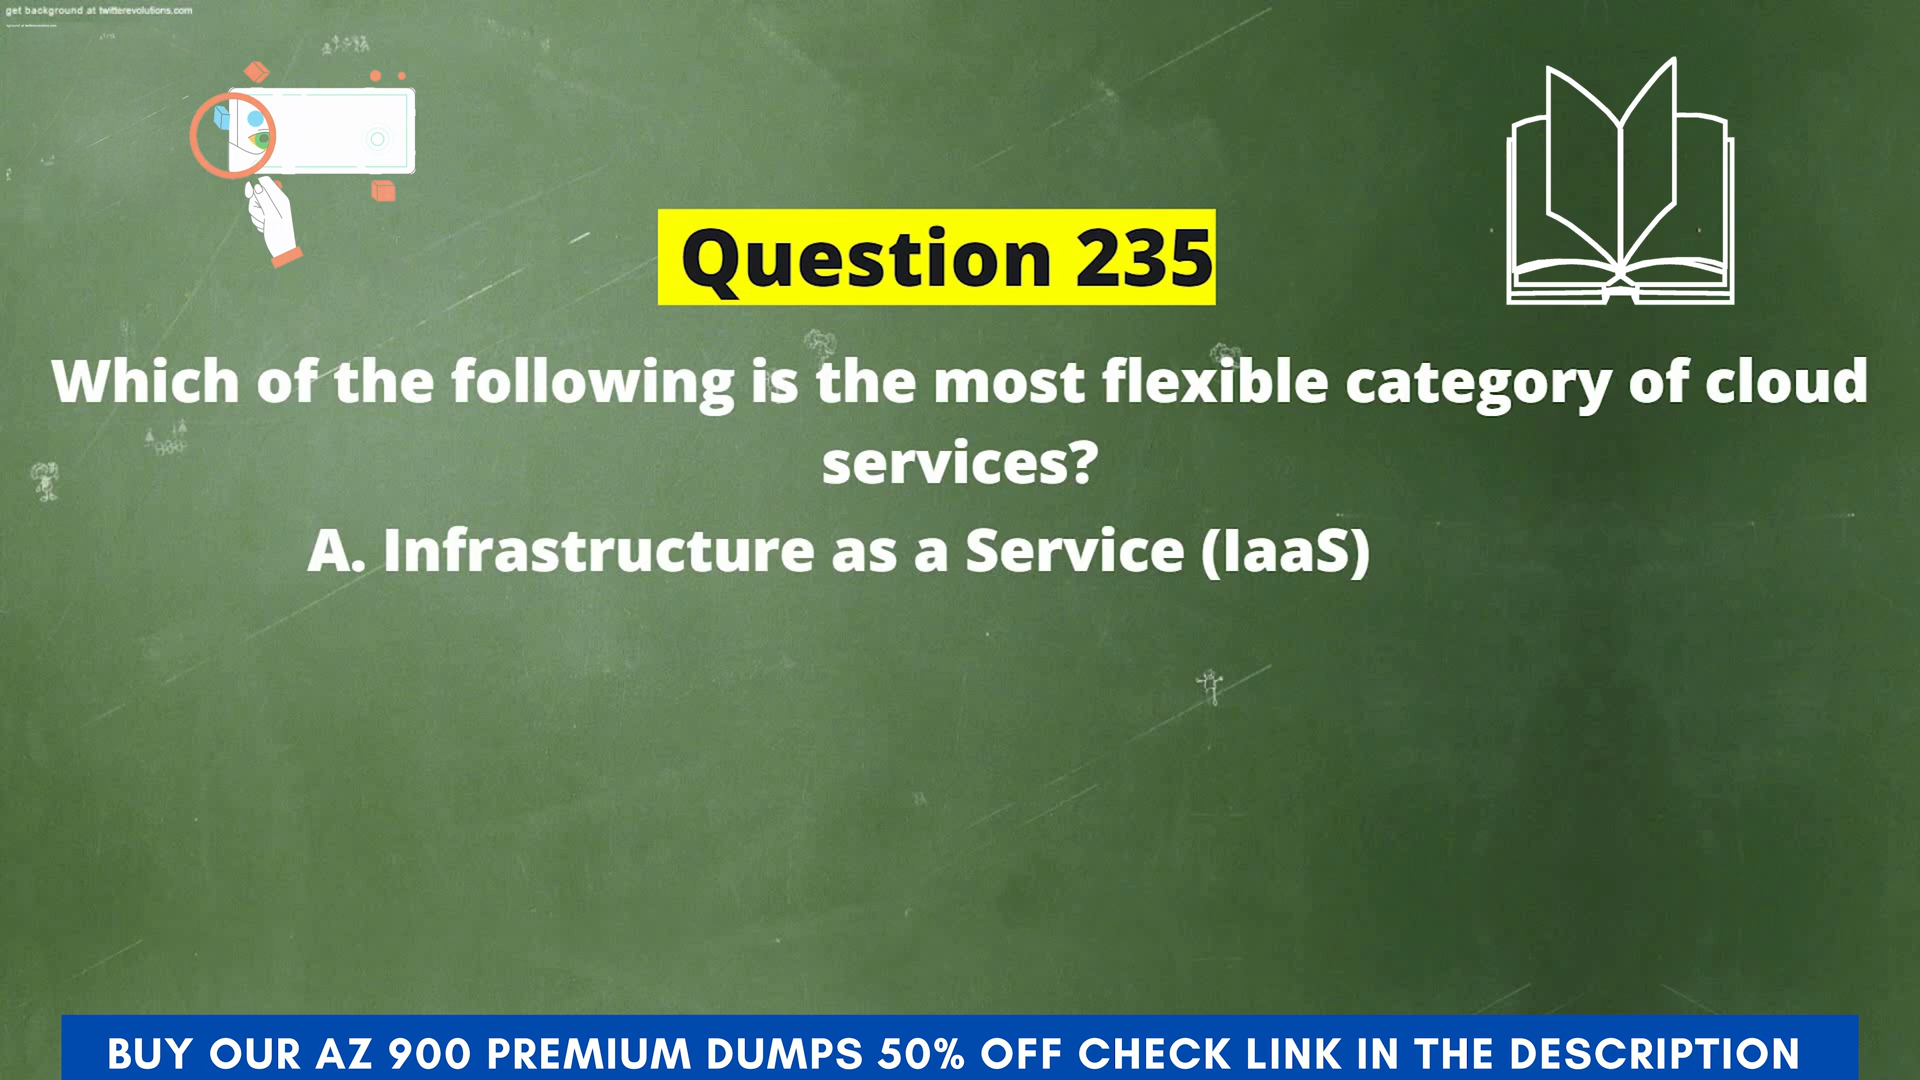 get background at twitterevolutions.com
Question 235
Which of the following is the most flexible category of cloud
services?
A. Infrastructure as a Service (IaaS)
BUY OUR AZ 900 PREMIUM DUMPS 50% OFF CHECK LINK IN THE DESCRIPTION